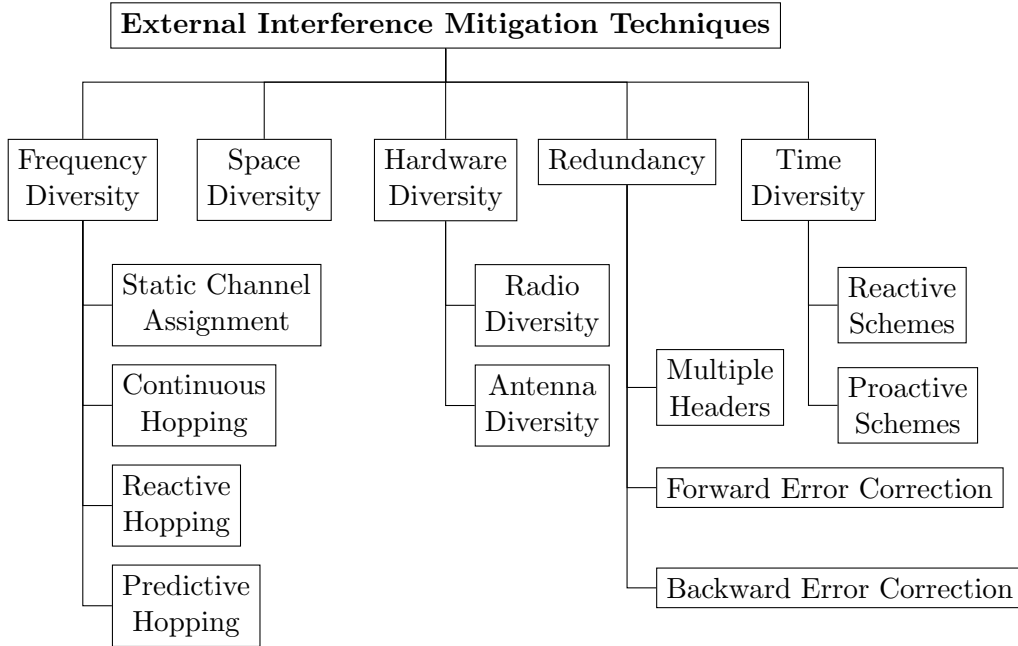 External Interference Mitigation Techniques
Frequency
Diversity
Space
Diversity
Hardware
Diversity
Redundancy
Time
Diversity
Static Channel
Assignment
Continuous
Hopping
Reactive
Hopping
Predictive
Hopping
Radio
Diversity
Antenna
Diversity
Multiple
Headers
Forward Error Correction
Backward Error Correction
Reactive
Schemes
Proactive
Schemes